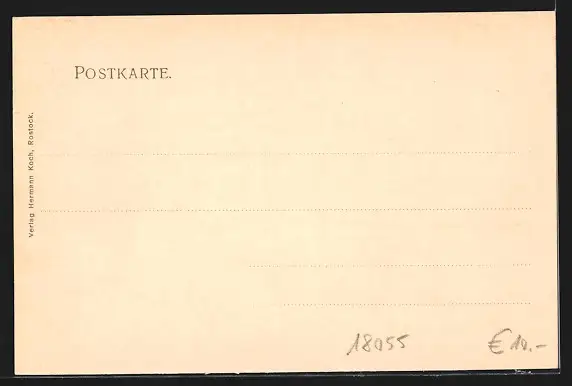 POSTKARTE.
Verlag Hermann Koch, Rostock.
18055 € 10.-